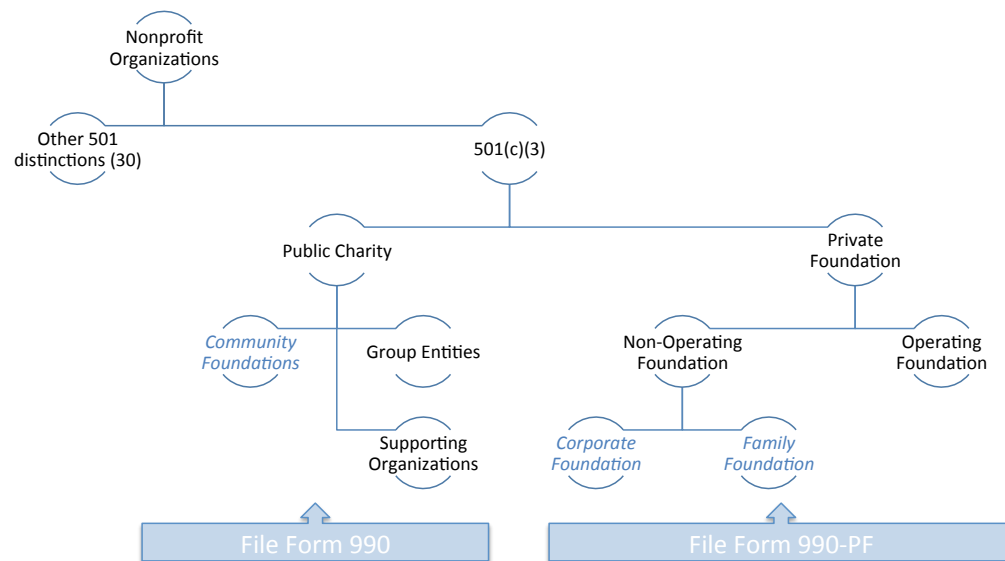 Nonprofit
Organizations
Other 501
distinctions (30)
501(c)(3)
Public Charity
Private
Foundation
Community
Foundations
Group Entities
Non-Operating
Foundation
Operating
Foundation
Supporting
Organizations
Corporate
Foundation
Family
Foundation
File Form 990
File Form 990-PF